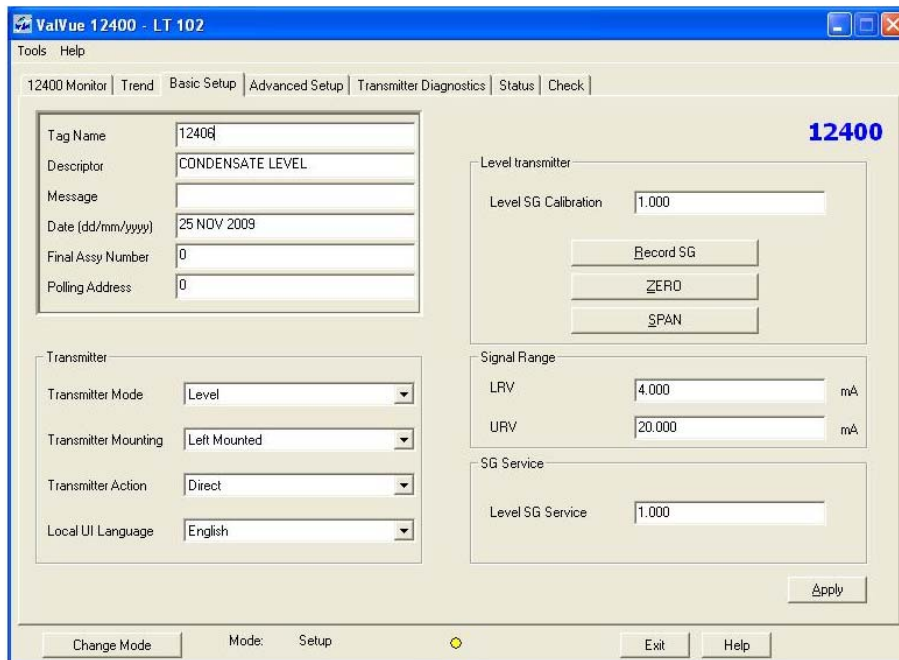 ValVue 12400 - LT 102
Tools Help
12400 Monitor Trend Basic Setup Advanced Setup Transmitter Diagnostics Status Check
12400
Tag Name 12406
Descriptor CONDENSATE LEVEL
Message
Date (dd/mm/yyyy) 25 NOV 2009
Final Assy Number 0
Polling Address 0
Level transmitter
Level SG Calibration 1.000
Record SG
ZERO
SPAN
Transmitter
Transmitter Mode Level
Transmitter Mounting Left Mounted
Transmitter Action Direct
Local UI Language English
Signal Range
LRV 4.000 mA
URV 20.000 mA
SG Service
Level SG Service 1.000
Apply
Change Mode Mode: Setup Exit Help